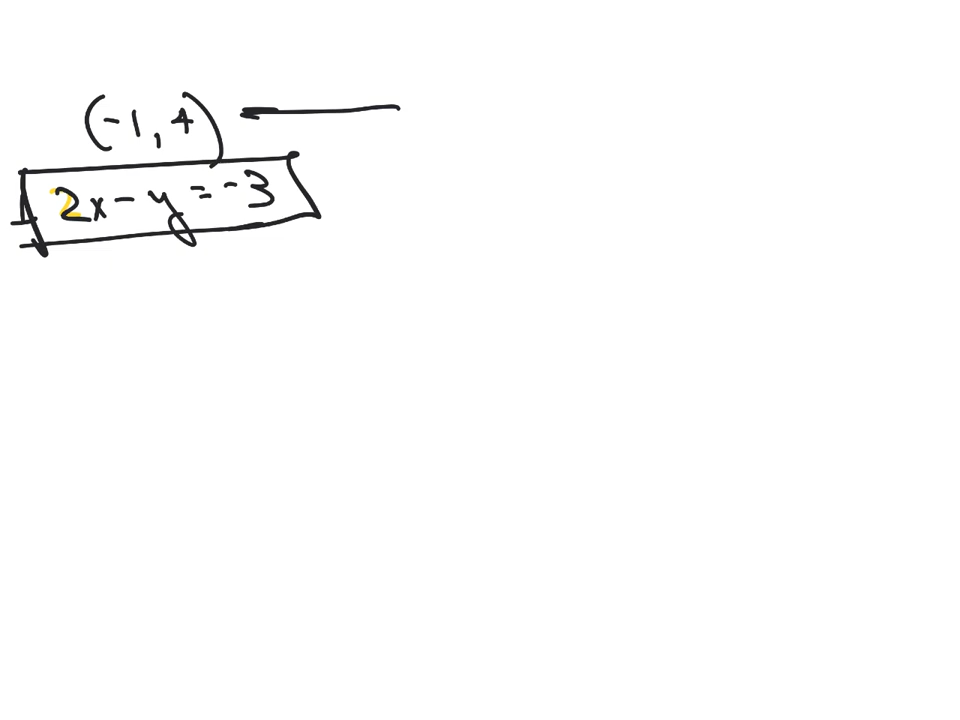 (-1, 4)
2x - y = -3